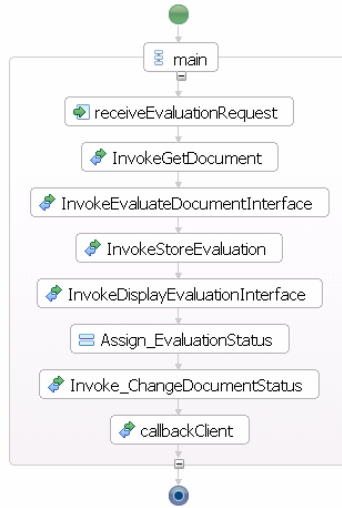 main
receiveEvaluationRequest
InvokeGetDocument
InvokeEvaluateDocumentInterface
InvokeStoreEvaluation
InvokeDisplayEvaluationInterface
Assign_EvaluationStatus
Invoke_ChangeDocumentStatus
callbackClient